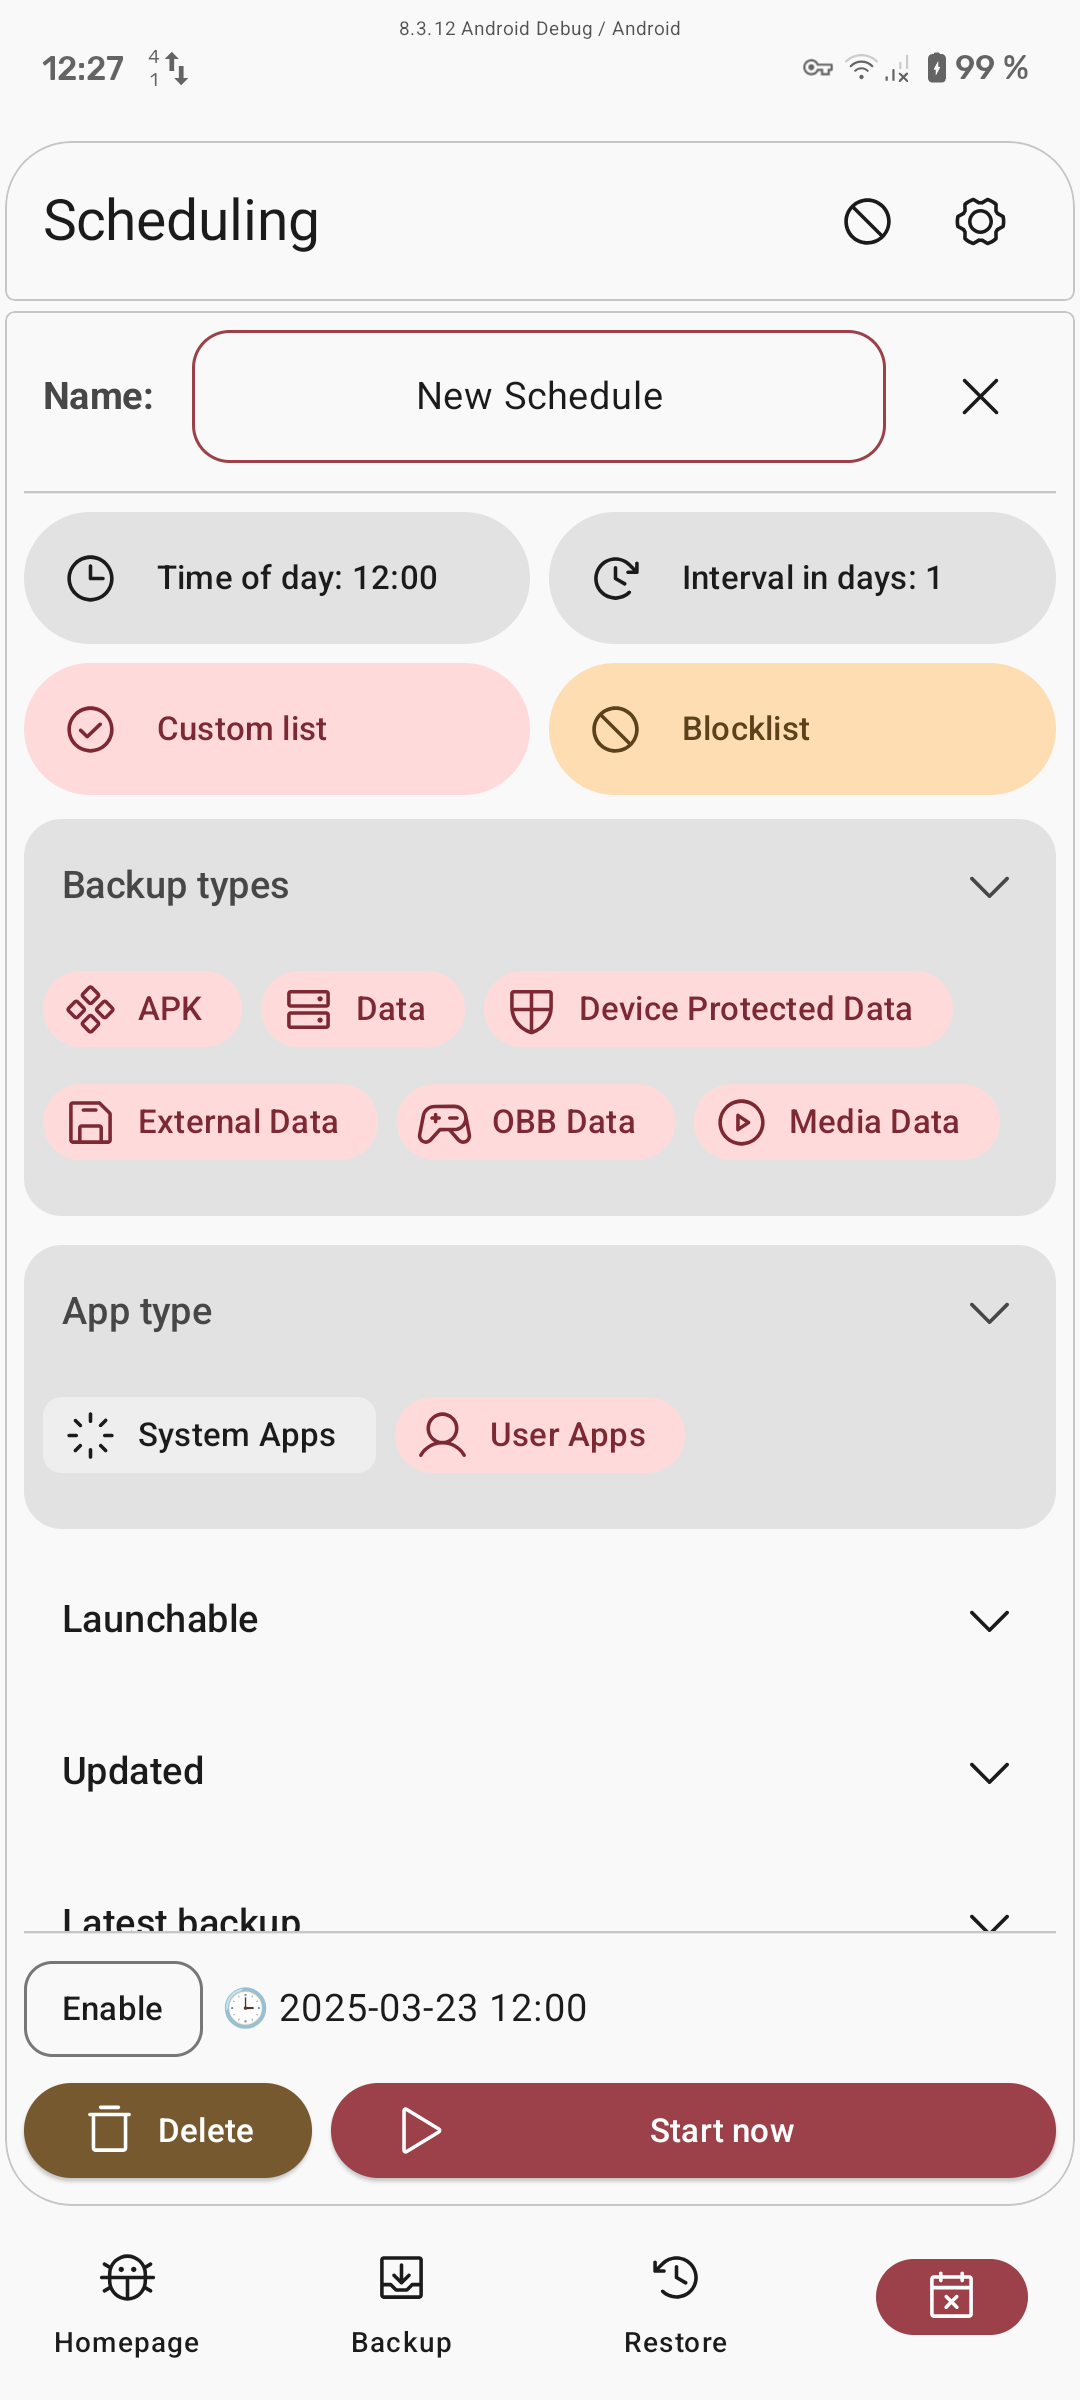 8.3.12 Android Debug / Android
12:27 4 1 99 %
Scheduling
Name: New Schedule
Time of day: 12:00 Interval in days: 1
Custom list Blocklist
Backup types
APK Data Device Protected Data
External Data OBB Data Media Data
App type
System Apps User Apps
Launchable
Updated
Latest backup
Enable 2025-03-23 12:00
Delete Start now
Homepage Backup Restore